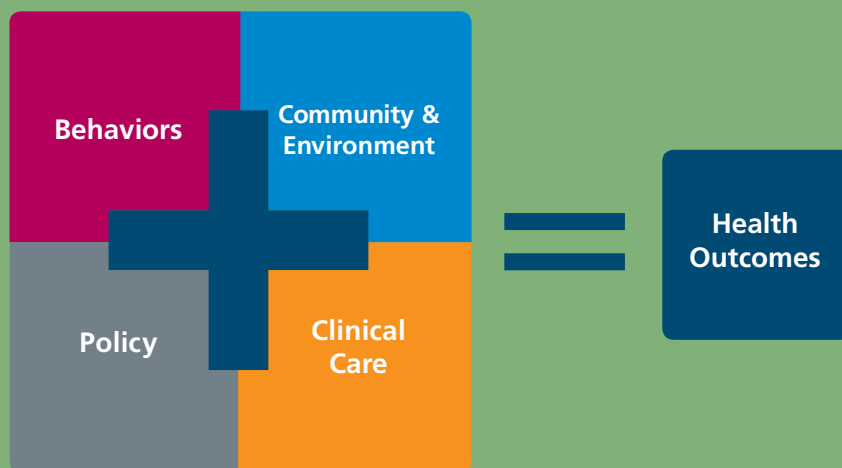 Behaviors
Community &
Environment
Policy
Clinical
Care
Health
Outcomes